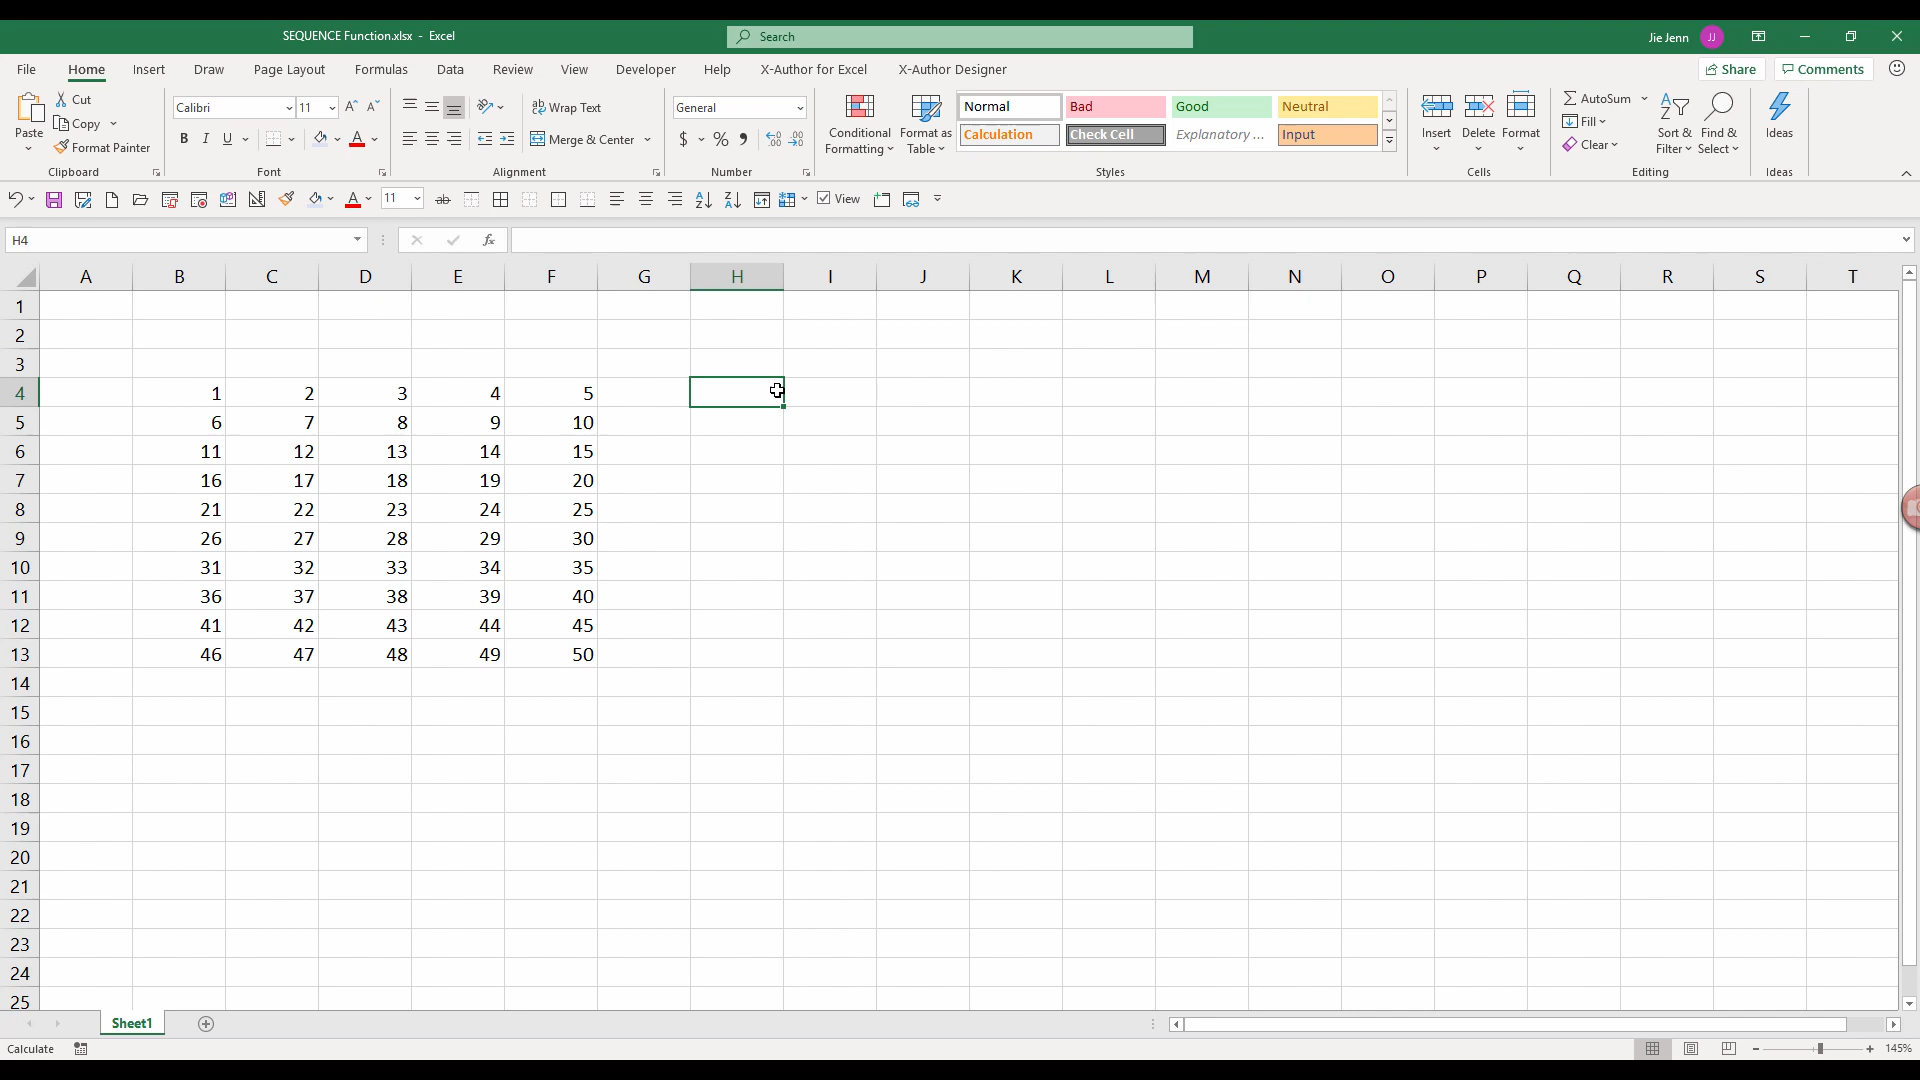 SEQUENCE Function.xlsx - Excel
Search
Jie Jenn JJ
File Home Insert Draw Page Layout Formulas Data Review View Developer Help X-Author for Excel X-Author Designer Share Comments
Paste
Cut
Copy
Format Painter
Clipboard
Calibri 11 A A
B I U A
Font
ab Wrap Text
Merge & Center
Alignment
General
$ % , .00
Number
Conditional Formatting
Format as Table
Normal Bad Good Neutral
Calculation Check Cell Explanatory ... Input
Styles
Insert Delete Format
Cells
AutoSum
Fill
Clear
Sort & Filter
Find & Select
Editing
Ideas
Ideas
A 11 ab View
H4 fx
A B C D E F G H I J K L M N O P Q R S T
1
2
3
4 1 2 3 4 5
5 6 7 8 9 10
6 11 12 13 14 15
7 16 17 18 19 20
8 21 22 23 24 25
9 26 27 28 29 30
10 31 32 33 34 35
11 36 37 38 39 40
12 41 42 43 44 45
13 46 47 48 49 50
14
15
16
17
18
19
20
21
22
23
24
25
Sheet1
Calculate 145%